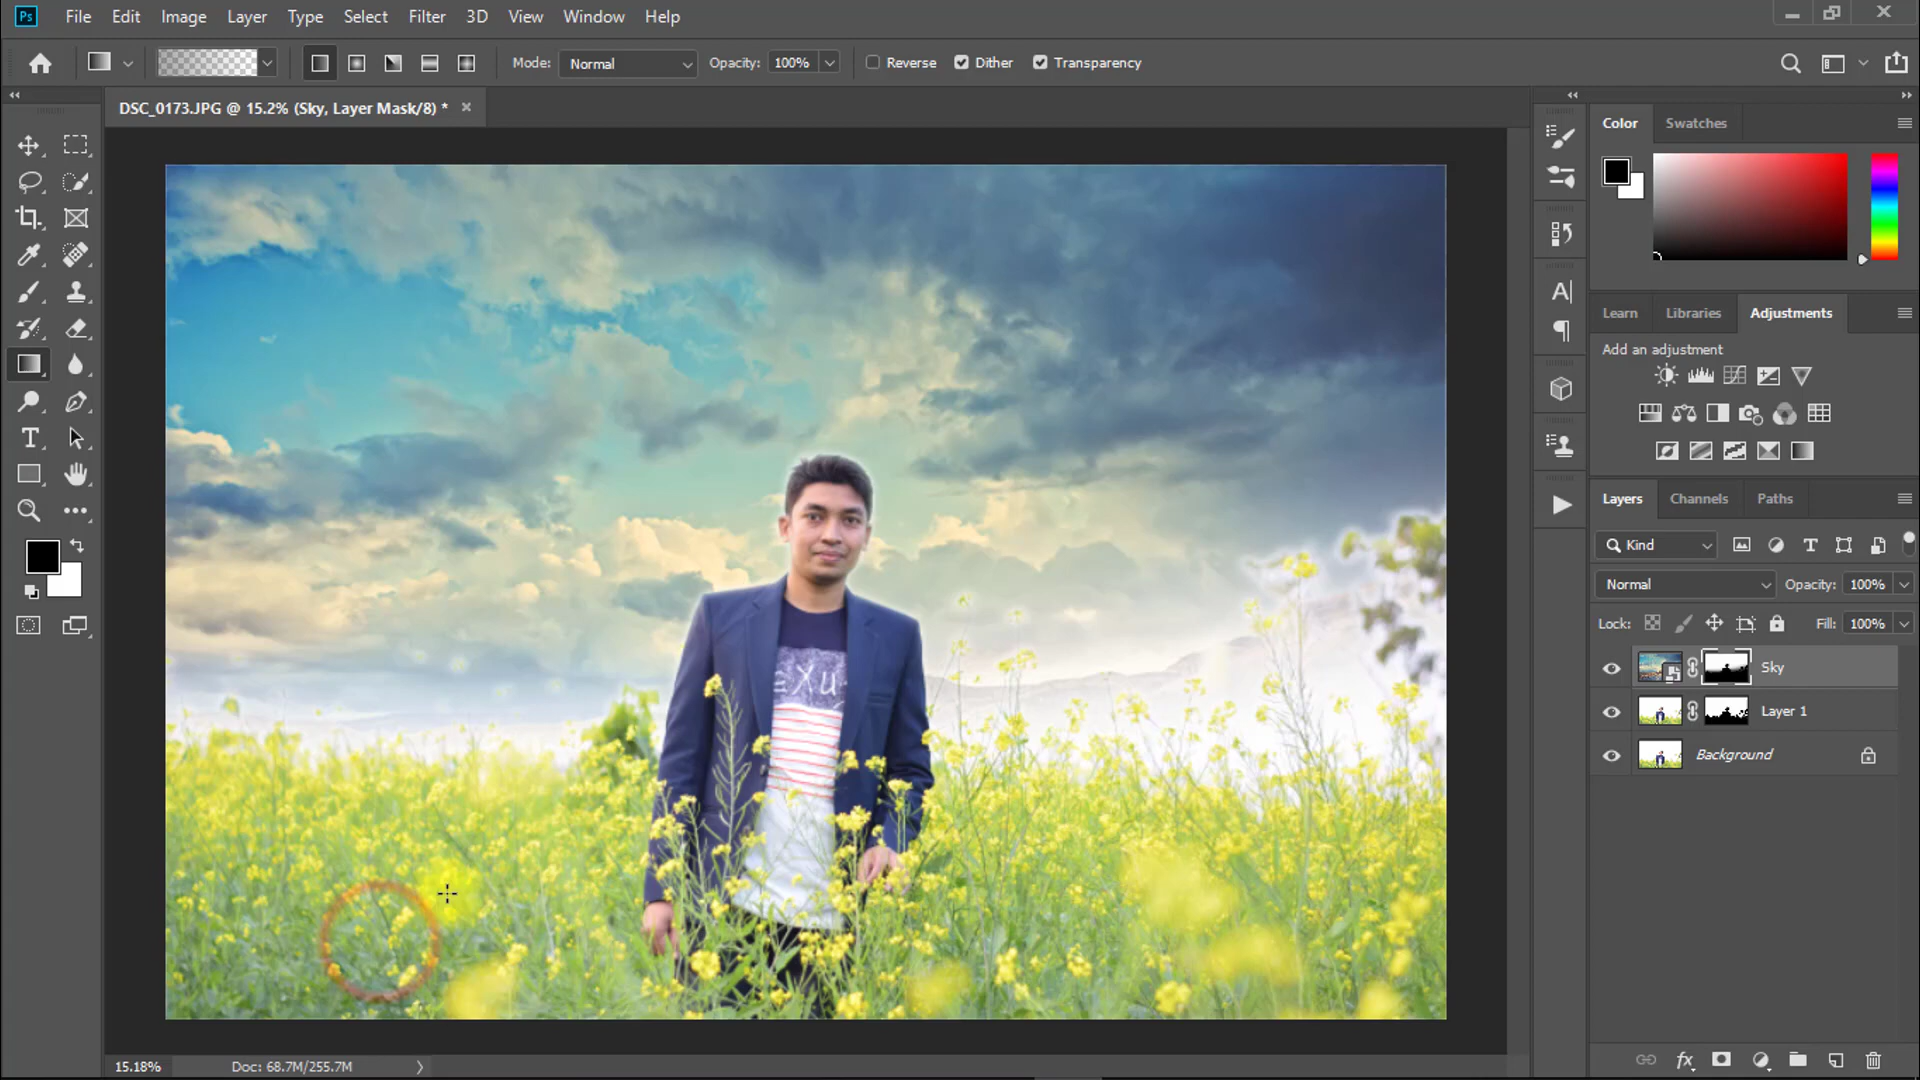 Ps File Edit Image Layer Type Select Filter 3D View Window Help
Mode: Normal Opacity: 100% Reverse Dither Transparency
DSC_0173.JPG @ 15.2% (Sky, Layer Mask/8) *
Color Swatches
Learn Libraries Adjustments
Add an adjustment
Layers Channels Paths
Kind
Normal Opacity: 100%
Lock: Fill: 100%
Sky
Layer 1
Background
15.18% Doc: 68.7M/255.7M